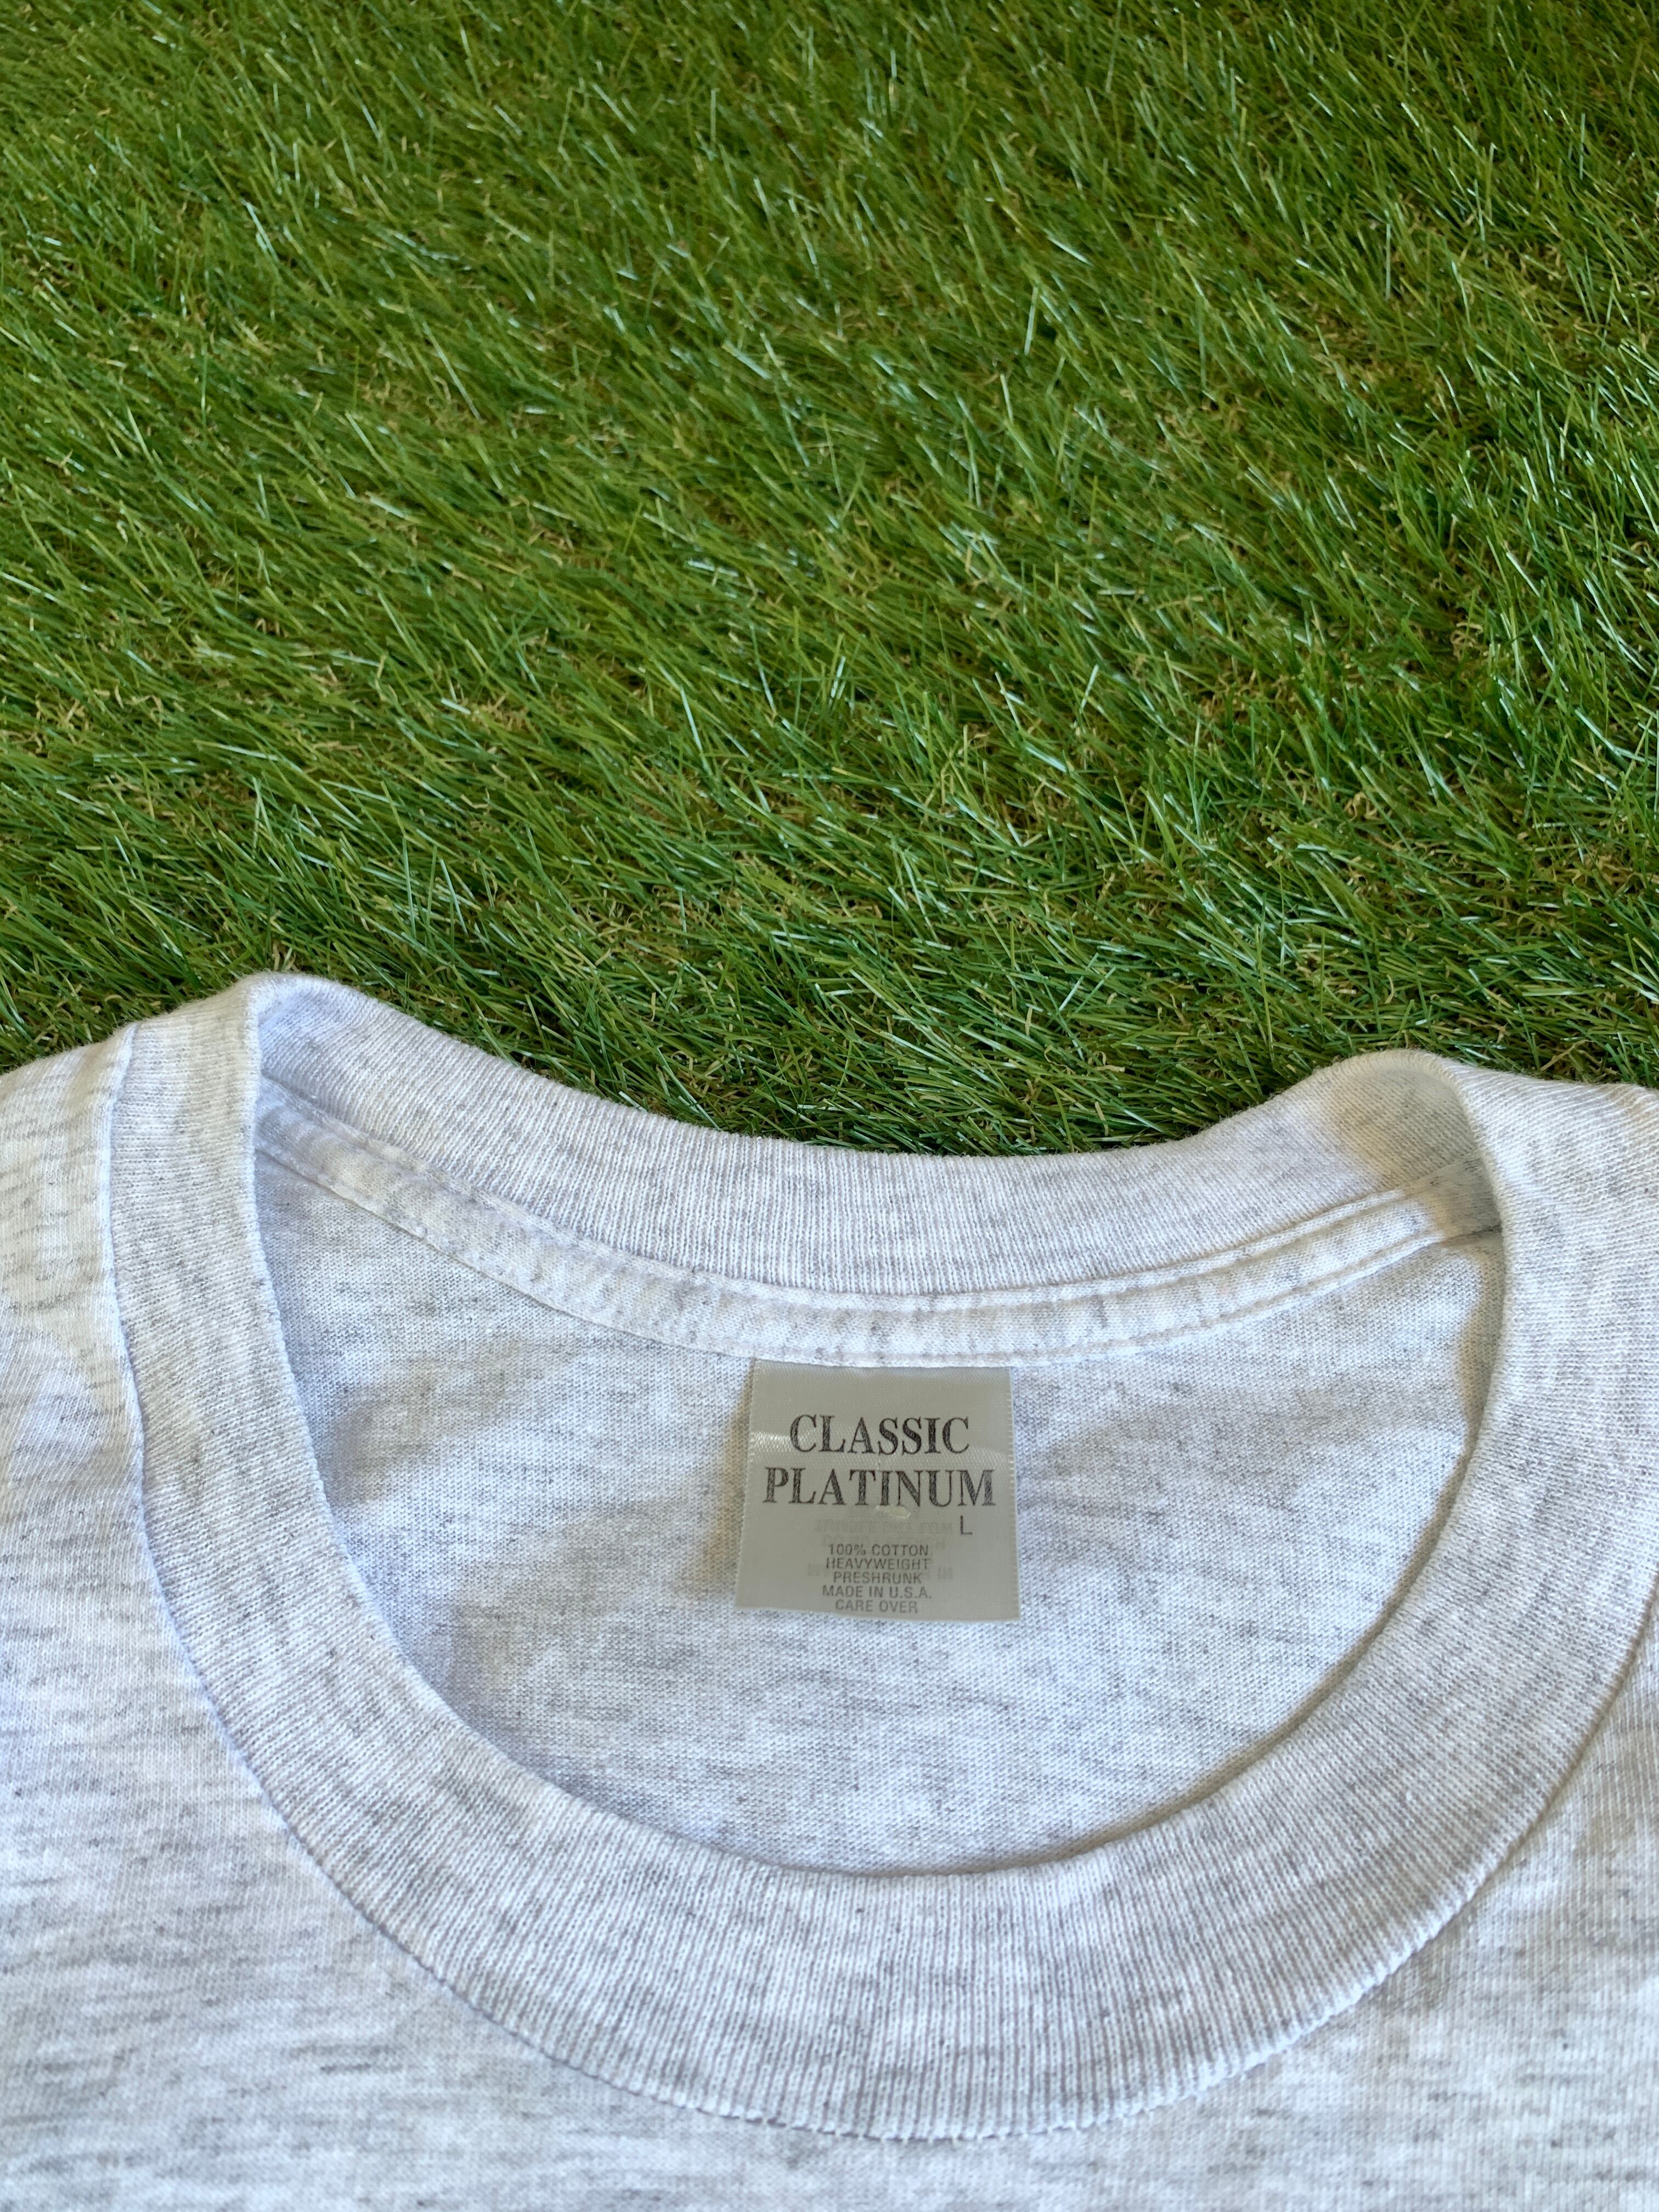 CLASSIC
PLATINUM
L
100% COTTON
HEAVYWEIGHT
PRESHRUNK
MADE IN U.S.A.
CARE OVER